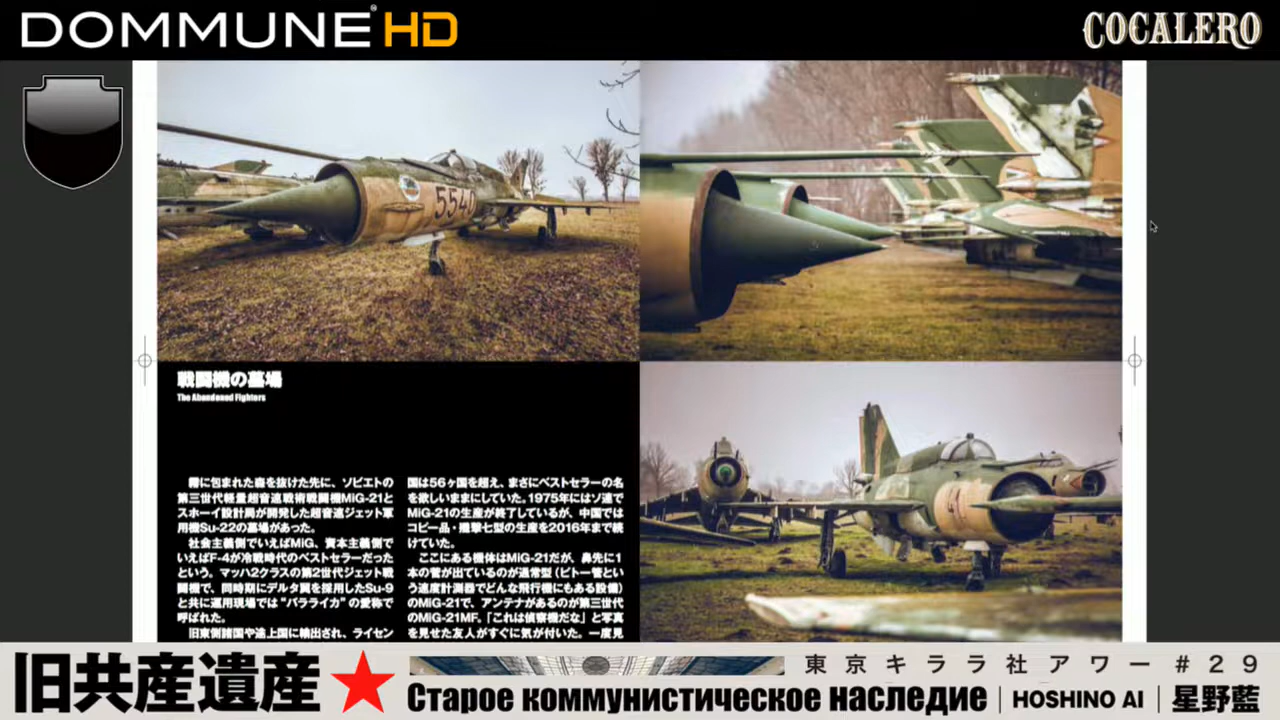 DOMMUNE HD
COCALERO
5540
戦闘機の墓場
The Abandoned Fighters
霧に包まれた森を抜けた先に、ソビエトの
第三世代軽量超音速戦術戦闘機MiG-21と
スホーイ設計局が開発した超音速ジェット軍
用機Su-22の墓場があった。
社会主義側でいえばMiG、資本主義側で
いえばF-4が冷戦時代のベストセラーだった
という。マッハ2クラスの第2世代ジェット戦
闘機で、同時期にデルタ翼を採用したSu-9
と共に運用現場では“バラライカ”の愛称で
呼ばれた。
旧東側諸国や途上国に輸出され、ライセン
国は56ヶ国を超え、まさにベストセラーの名
を欲しいままにしていた。1975年にはソ連で
MiG-21の生産が終了しているが、中国では
コピー品・殲撃七型の生産を2016年まで続
けていた。
ここにある機体はMiG-21だが、鼻先に1
本の管が出ているのが通常型（ピトー管とい
う速度計測器でどんな飛行機にもある設備）
のMiG-21で、アンテナがあるのが第三世代
のMiG-21MF。「これは偵察機だな」と写真
を見せた友人がすぐに気が付いた。一度見
旧共産遺産★
東京キララ社アワー#29
Старое коммунистическое наследие | HOSHINO AI | 星野藍